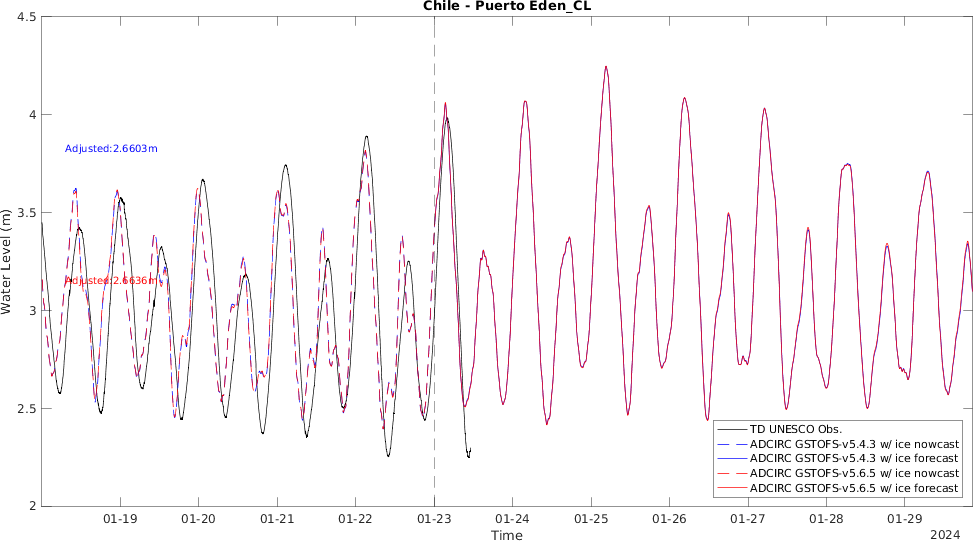 Chile - Puerto Eden_CL
4.5
4
3.5
3
2.5
2
Water Level (m)
Adjusted:2.6603m
Adjusted:2.6636m
TD UNESCO Obs.
ADCIRC GSTOFS-v5.4.3 w/ ice nowcast
ADCIRC GSTOFS-v5.4.3 w/ ice forecast
ADCIRC GSTOFS-v5.6.5 w/ ice nowcast
ADCIRC GSTOFS-v5.6.5 w/ ice forecast
01-19 01-20 01-21 01-22 01-23 01-24 01-25 01-26 01-27 01-28 01-29
Time
2024